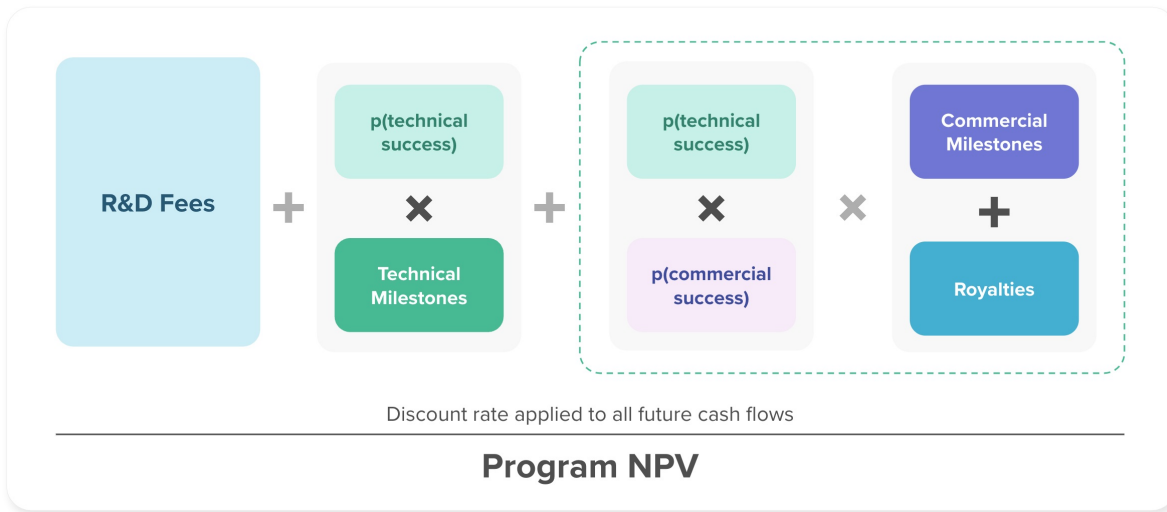 R&D Fees
+
p(technical
success)
×
Technical
Milestones
+
p(technical
success)
×
p(commercial
success)
×
Commercial
Milestones
+
Royalties
Discount rate applied to all future cash flows
Program NPV